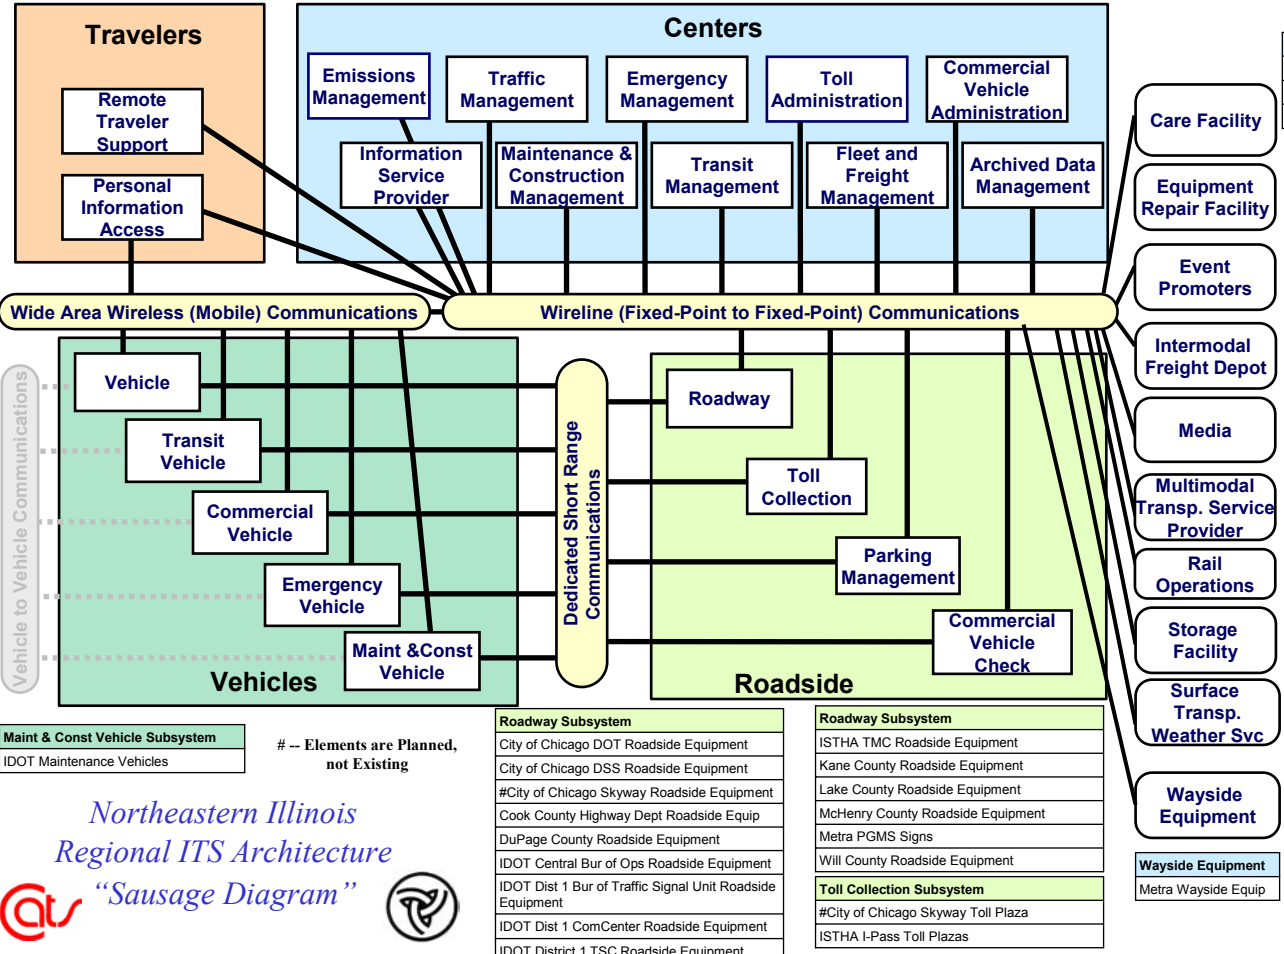 Travelers
Remote
Traveler
Support
Personal
Information
Access
Centers
Emissions
Management
Traffic
Management
Emergency
Management
Toll
Administration
Commercial
Vehicle
Administration
Information
Service
Provider
Maintenance &
Construction
Management
Transit
Management
Fleet and
Freight
Management
Archived Data
Management
Care Facility
Equipment
Repair Facility
Event
Promoters
Intermodal
Freight Depot
Media
Multimodal
Transp. Service
Provider
Rail
Operations
Storage
Facility
Surface
Transp.
Weather Svc
Wayside
Equipment
Wide Area Wireless (Mobile) Communications
Wireline (Fixed-Point to Fixed-Point) Communications
Vehicle to Vehicle Communications
Vehicle
Transit
Vehicle
Commercial
Vehicle
Emergency
Vehicle
Maint &Const
Vehicle
Vehicles
Dedicated Short Range
Communications
Roadway
Toll
Collection
Parking
Management
Commercial
Vehicle
Check
Roadside
Maint & Const Vehicle Subsystem
IDOT Maintenance Vehicles
# -- Elements are Planned,
not Existing
Northeastern Illinois
Regional ITS Architecture
“Sausage Diagram”
cats
Roadway Subsystem
City of Chicago DOT Roadside Equipment
City of Chicago DSS Roadside Equipment
#City of Chicago Skyway Roadside Equipment
Cook County Highway Dept Roadside Equip
DuPage County Roadside Equipment
IDOT Central Bur of Ops Roadside Equipment
IDOT Dist 1 Bur of Traffic Signal Unit Roadside
Equipment
IDOT Dist 1 ComCenter Roadside Equipment
IDOT District 1 TSC Roadside Equipment
Roadway Subsystem
ISTHA TMC Roadside Equipment
Kane County Roadside Equipment
Lake County Roadside Equipment
McHenry County Roadside Equipment
Metra PGMS Signs
Will County Roadside Equipment
Toll Collection Subsystem
#City of Chicago Skyway Toll Plaza
ISTHA I-Pass Toll Plazas
Wayside Equipment
Metra Wayside Equip